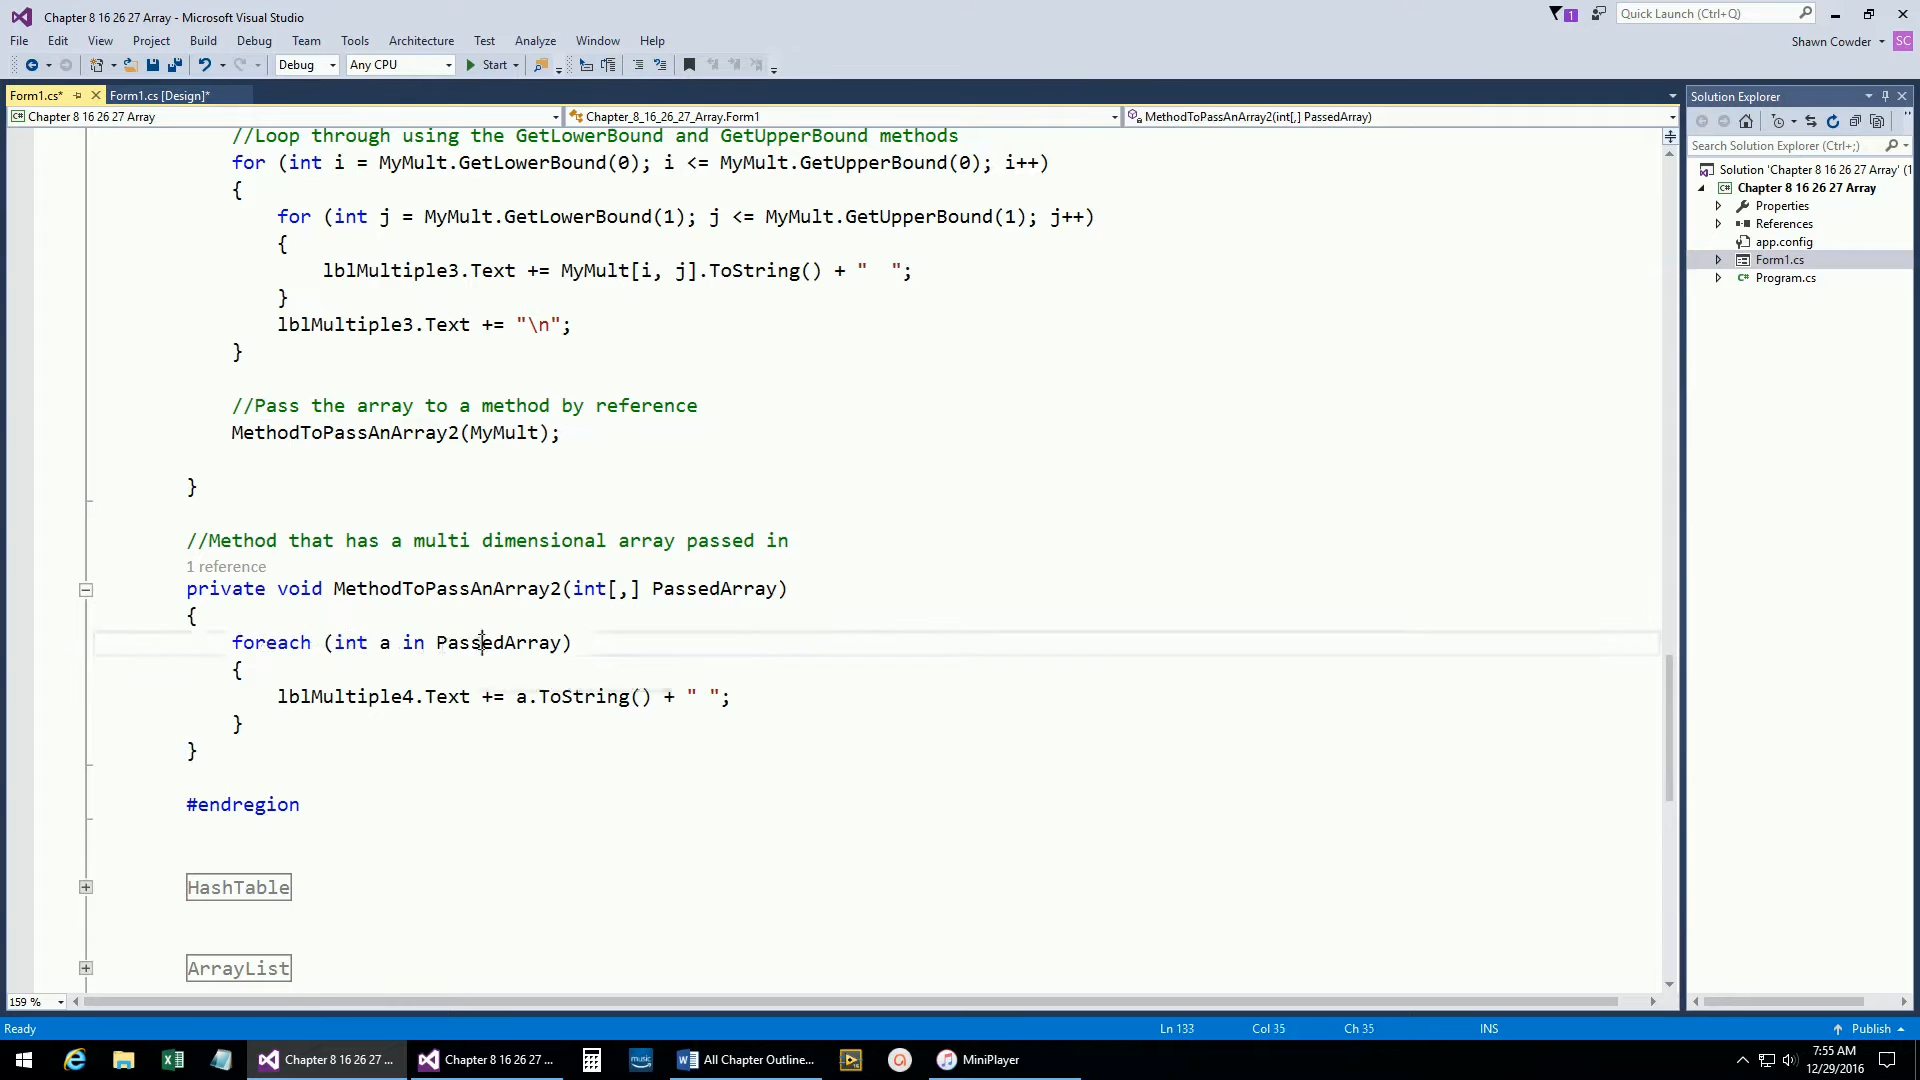 Chapter 8 16 26 27 Array - Microsoft Visual Studio
1
Quick Launch (Ctrl+Q)
File Edit View Project Build Debug Team Tools Architecture Test Analyze Window Help
Shawn Cowder
SC
Debug
Any CPU
Start
Form1.cs*
Form1.cs [Design]*
Solution Explorer
C# Chapter 8 16 26 27 Array
Chapter_8_16_26_27_Array.Form1
MethodToPassAnArray2(int[,] PassedArray)
Search Solution Explorer (Ctrl+;)
Solution 'Chapter 8 16 26 27 Array' (1
C# Chapter 8 16 26 27 Array
Properties
References
app.config
Form1.cs
C# Program.cs
//Loop through using the GetLowerBound and GetUpperBound methods
for (int i = MyMult.GetLowerBound(0); i <= MyMult.GetUpperBound(0); i++)
{
for (int j = MyMult.GetLowerBound(1); j <= MyMult.GetUpperBound(1); j++)
{
lblMultiple3.Text += MyMult[i, j].ToString() + "  ";
}
lblMultiple3.Text += "\n";
}
//Pass the array to a method by reference
MethodToPassAnArray2(MyMult);
}
//Method that has a multi dimensional array passed in
1 reference
private void MethodToPassAnArray2(int[,] PassedArray)
{
foreach (int a in PassedArray)
{
lblMultiple4.Text += a.ToString() + " ";
}
}
#endregion
HashTable
ArrayList
159 %
Ready
Ln 133
Col 35
Ch 35
INS
Publish
Chapter 8 16 26 27 ...
Chapter 8 16 26 27 ...
music
All Chapter Outline...
MiniPlayer
7:55 AM
12/29/2016